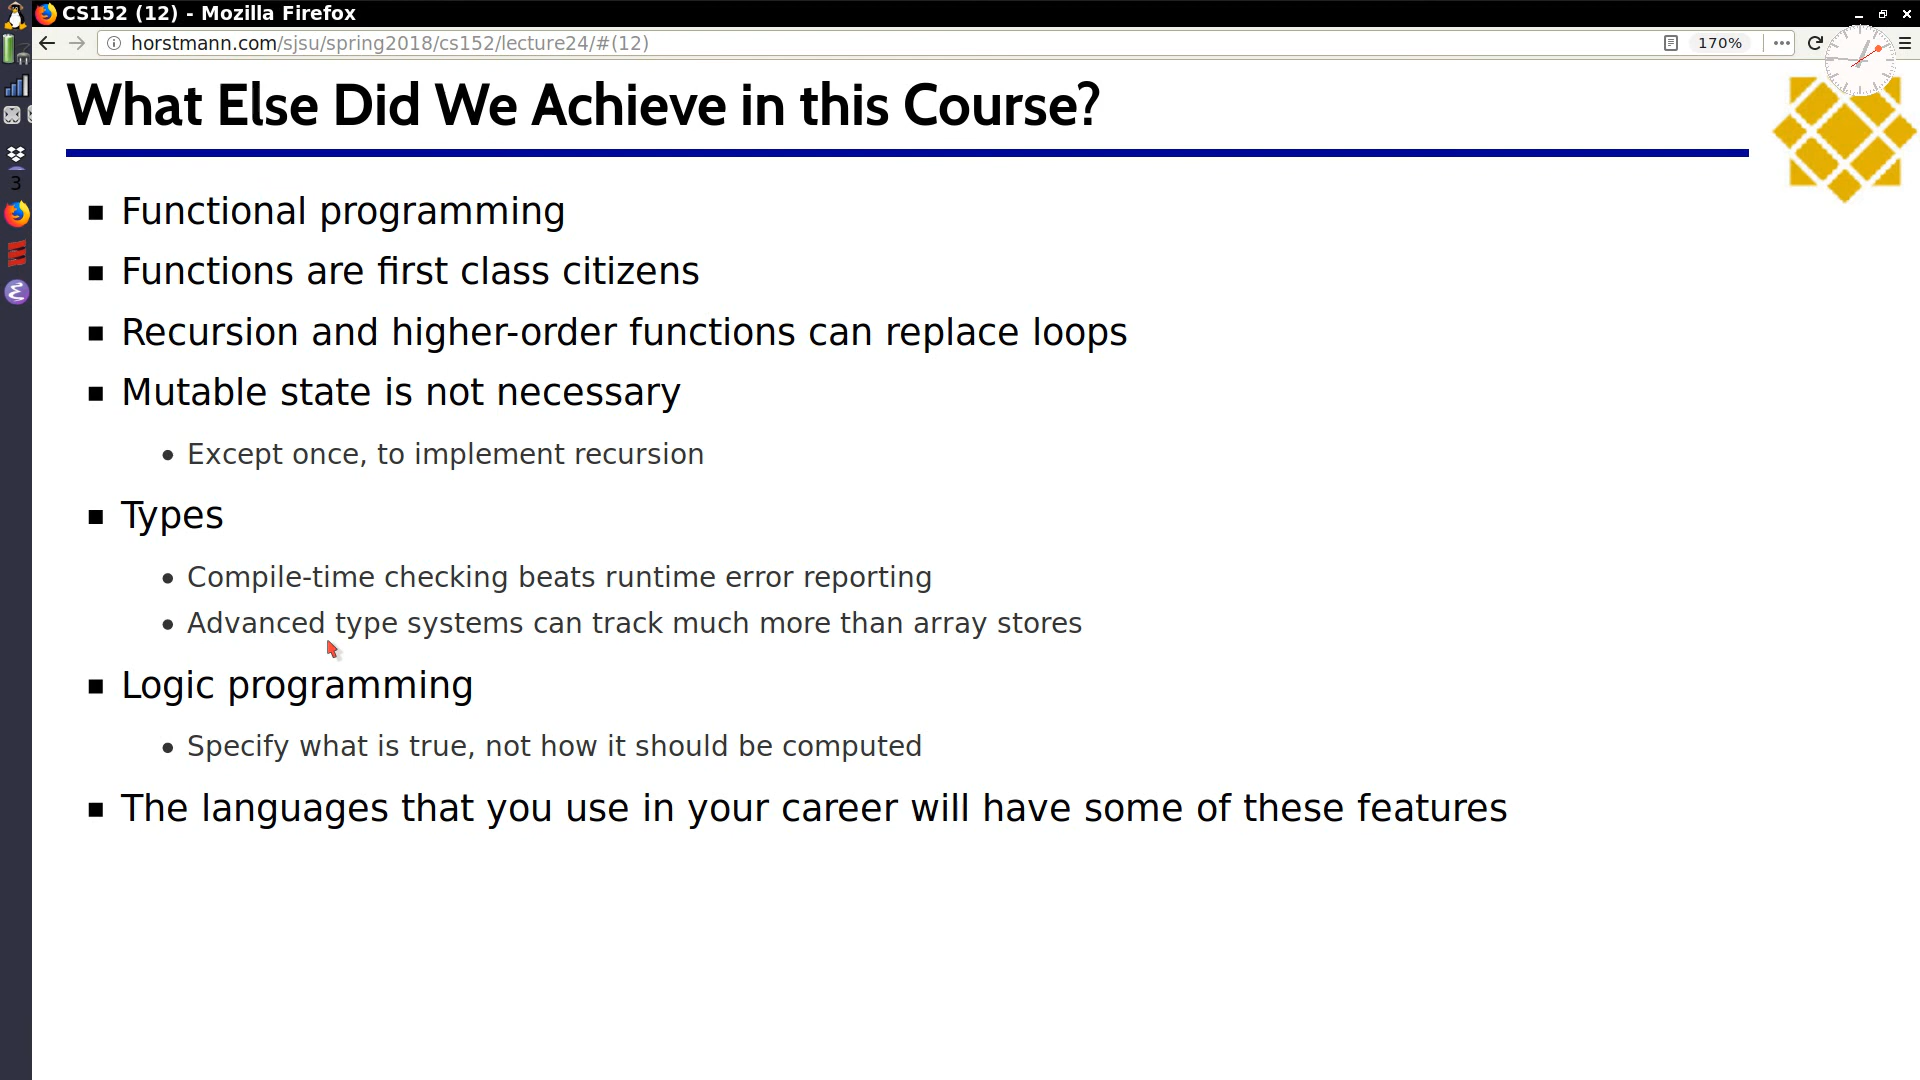 CS152 (12) - Mozilla Firefox
horstmann.com/sjsu/spring2018/cs152/lecture24/#(12)
170%
3
What Else Did We Achieve in this Course?
Functional programming
Functions are first class citizens
Recursion and higher-order functions can replace loops
Mutable state is not necessary
Except once, to implement recursion
Types
Compile-time checking beats runtime error reporting
Advanced type systems can track much more than array stores
Logic programming
Specify what is true, not how it should be computed
The languages that you use in your career will have some of these features